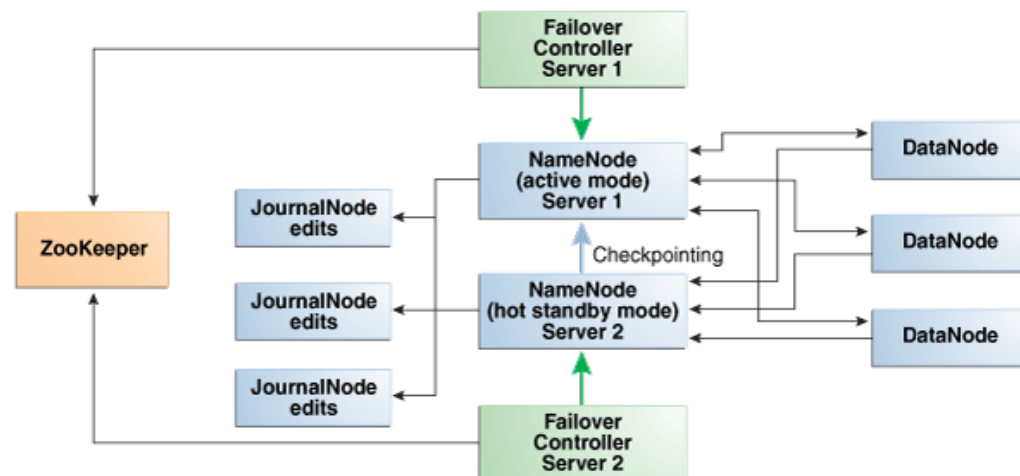 Failover
Controller
Server 1
NameNode
(active mode)
Server 1
DataNode
JournalNode
edits
ZooKeeper
Checkpointing
DataNode
JournalNode
edits
NameNode
(hot standby mode)
Server 2
DataNode
JournalNode
edits
Failover
Controller
Server 2